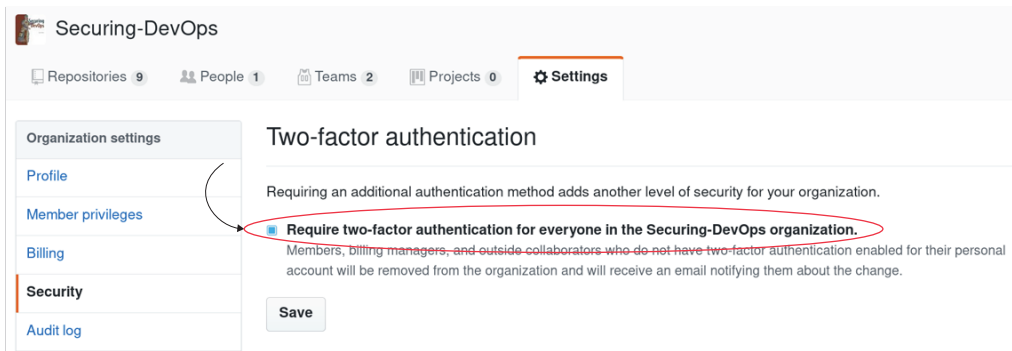 Securing-DevOps
Repositories 9 People 1 Teams 2 Projects 0 Settings
Organization settings
Profile
Member privileges
Billing
Security
Audit log
Two-factor authentication
Requiring an additional authentication method adds another level of security for your organization.
Require two-factor authentication for everyone in the Securing-DevOps organization.
Members, billing managers, and outside collaborators who do not have two-factor authentication enabled for their personal
account will be removed from the organization and will receive an email notifying them about the change.
Save